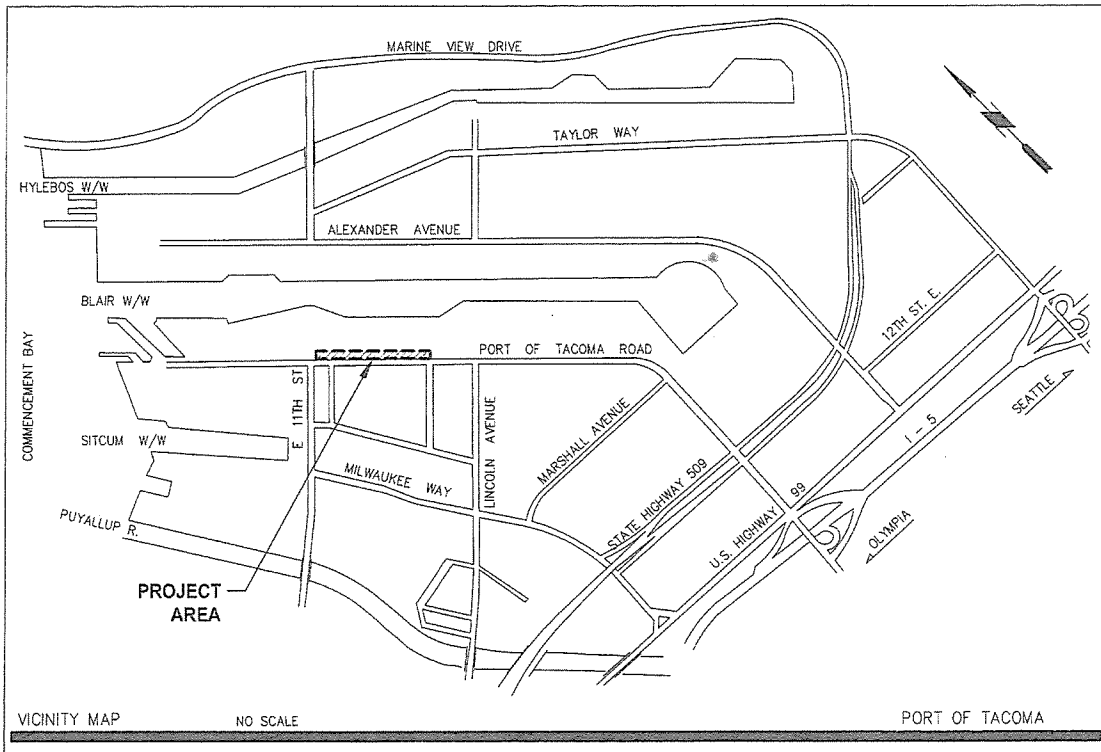 MARINE VIEW DRIVE
TAYLOR WAY
HYLEBOS W/W
ALEXANDER AVENUE
BLAIR W/W
12TH ST. E.
COMMENCEMENT BAY
PORT OF TACOMA ROAD
SEATTLE
E 11TH ST
I - 5
MARSHALL AVENUE
SITCUM W/W
LINCOLN AVENUE
MILWAUKEE WAY
STATE HIGHWAY 509
U.S. HIGHWAY 99
PUYALLUP R.
OLYMPIA
PROJECT
AREA
VICINITY MAP
NO SCALE
PORT OF TACOMA